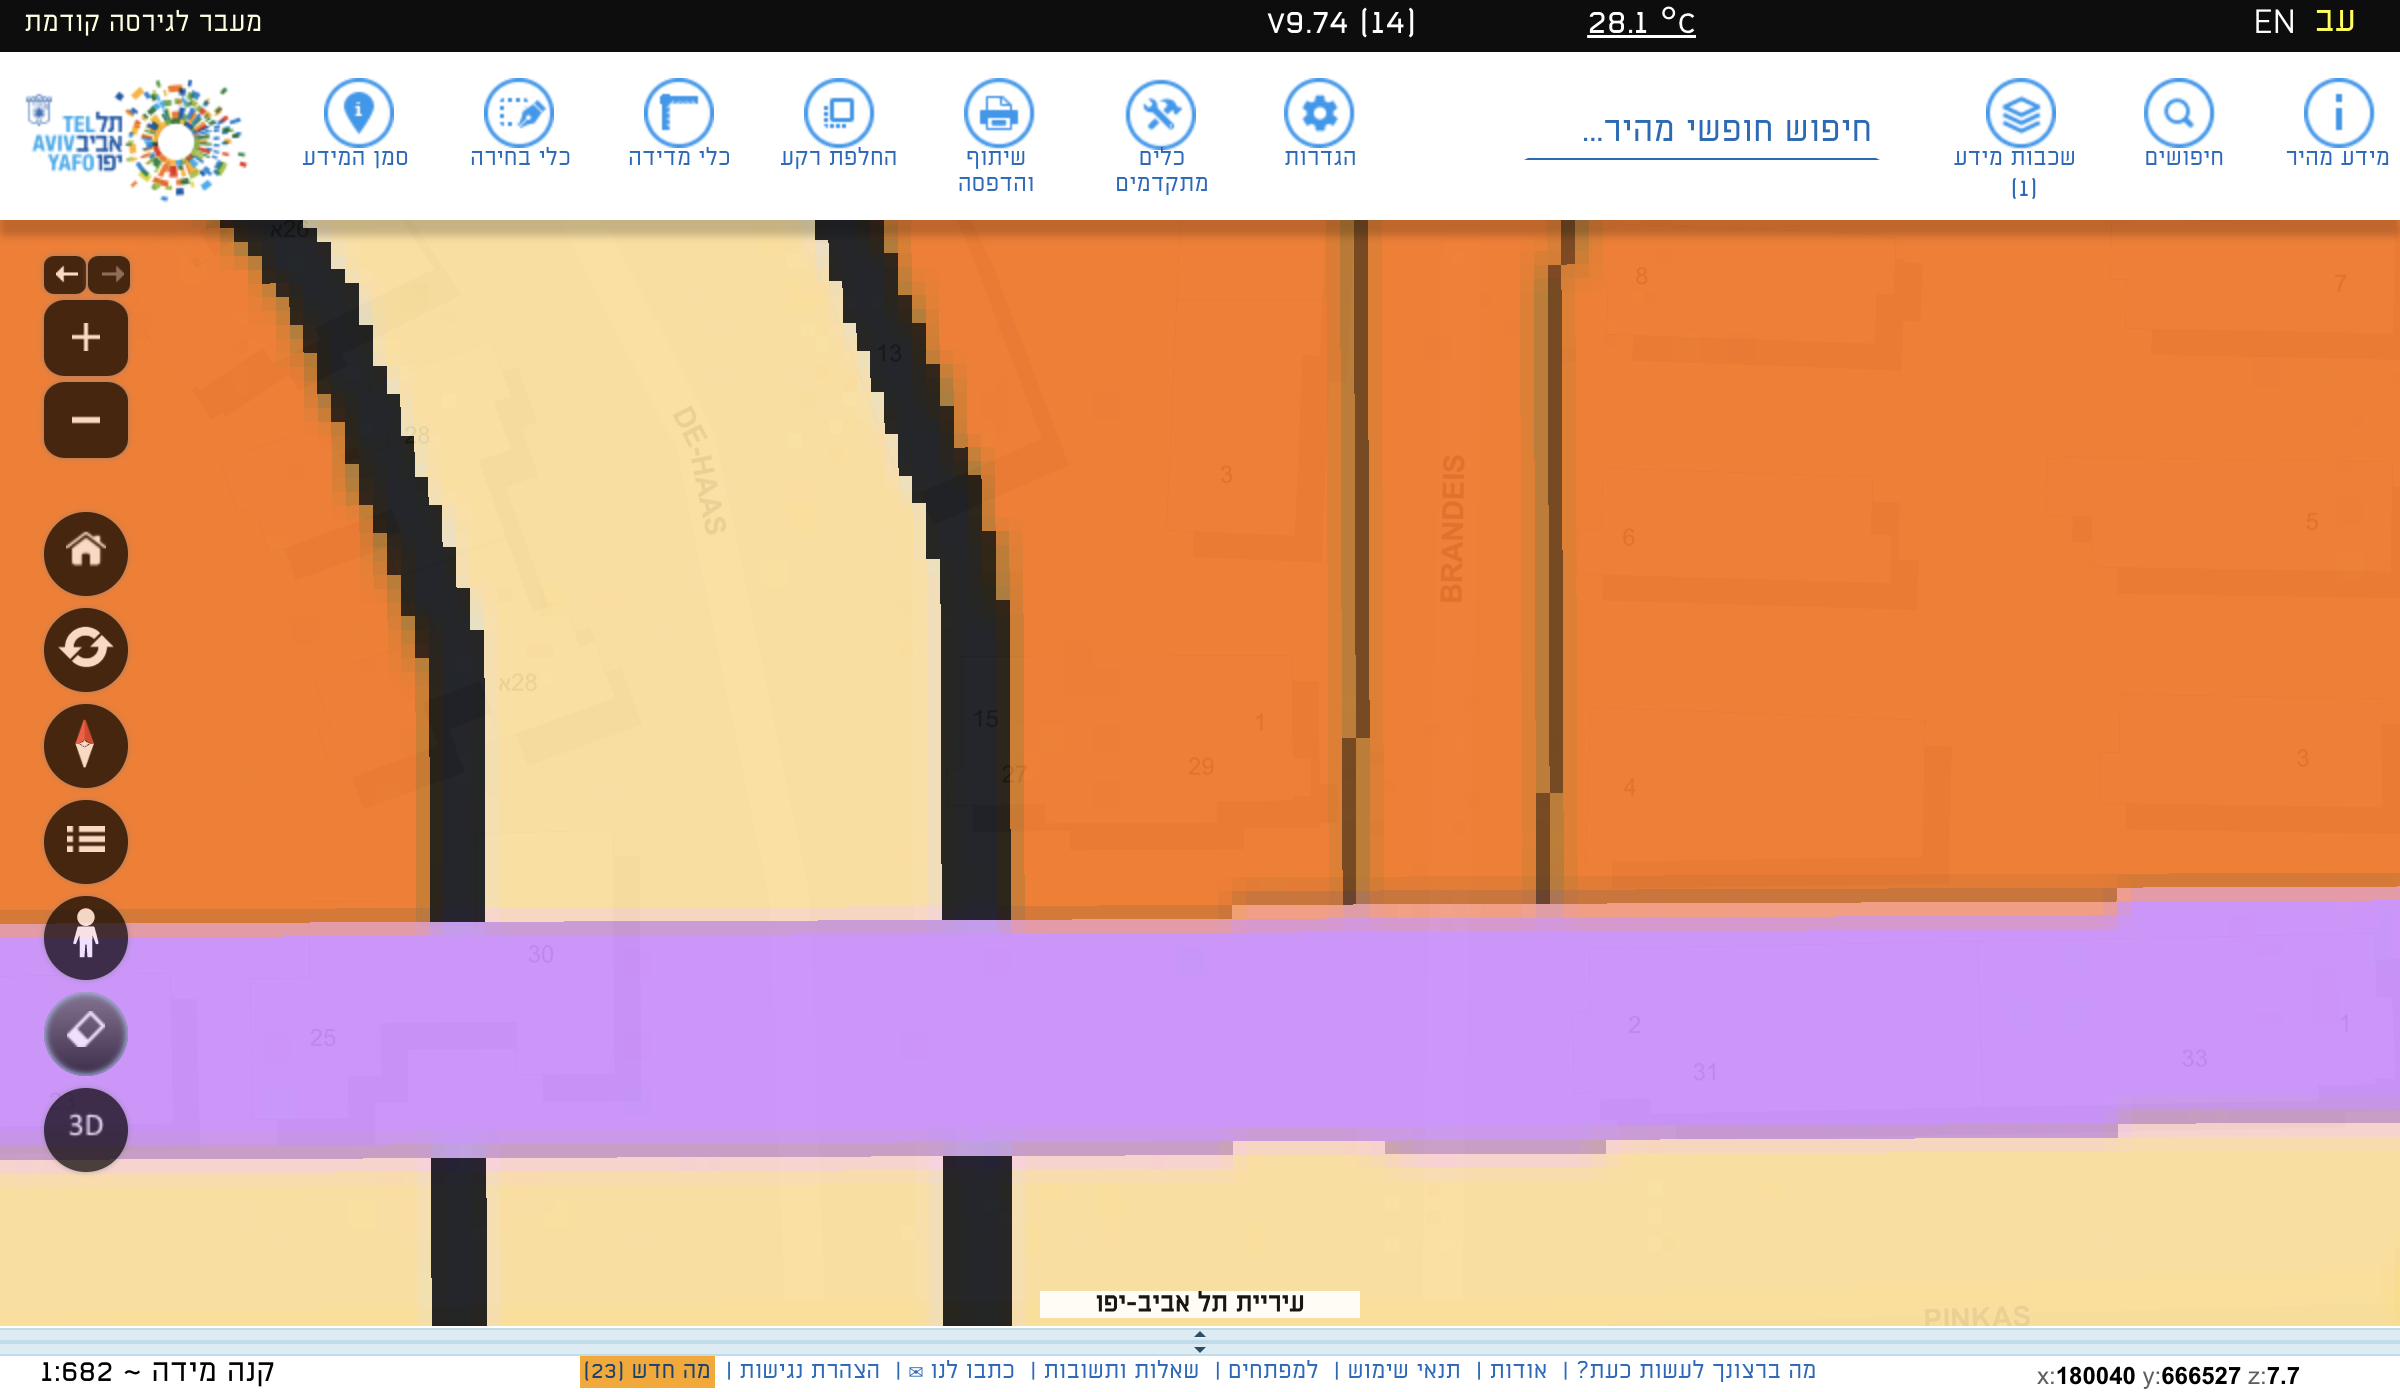 עב EN
28.1 °C
V9.74 (14)
מעבר לגירסה קודמת
מידע מהיר
חיפושים
שכבות מידע
(1)
חיפוש חופשי מהיר...
הגדרות
כלים
מתקדמים
שיתוף
והדפסה
החלפת רקע
כלי מדידה
כלי בחירה
סמן המידע
תל אביב יפו
TEL AVIV YAFO
26א
8
7
13
28
DE-HAAS
3
BRANDEIS
6
5
28א
15
1
27
29
4
3
30
25
2
1
31
33
3D
עיריית תל אביב-יפו
PINKAS
מה ברצונך לעשות כעת? | אודות | תנאי שימוש | למפתחים | שאלות ותשובות | כתבו לנו ✉ | הצהרת נגישות | מה חדש (23)
קנה מידה ~ 1:682
x:180040 y:666527 z:7.7